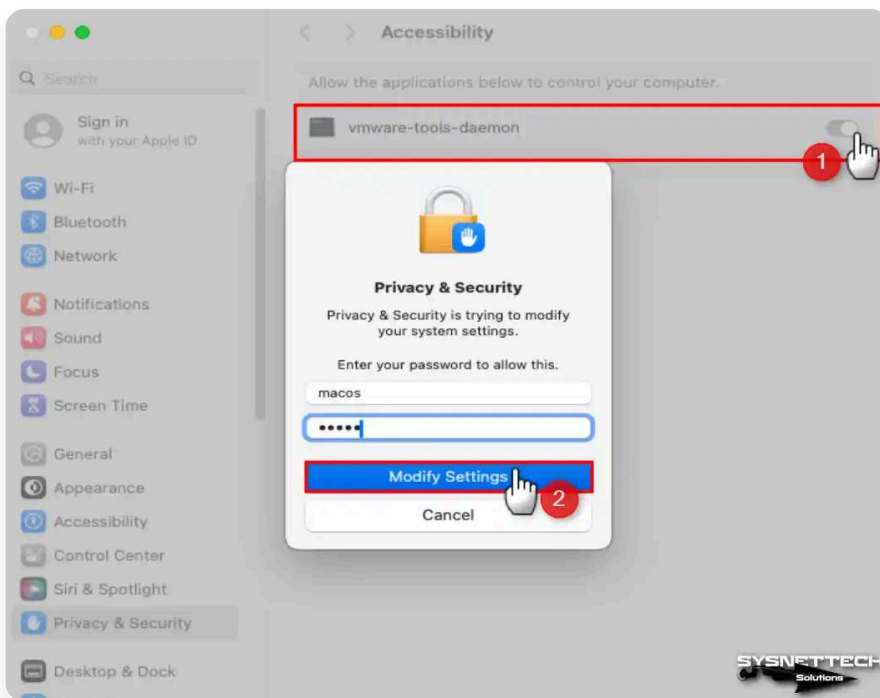 Accessibility
Search
Allow the applications below to control your computer.
Sign in
with your Apple ID
vmware-tools-daemon
1
Wi-Fi
Bluetooth
Network
Notifications
Sound
Focus
Screen Time
General
Appearance
Accessibility
Control Center
Siri & Spotlight
Privacy & Security
Desktop & Dock
Privacy & Security
Privacy & Security is trying to modify
your system settings.
Enter your password to allow this.
macos
•••••
Modify Settings
2
Cancel
SYSNETTECH
Solutions